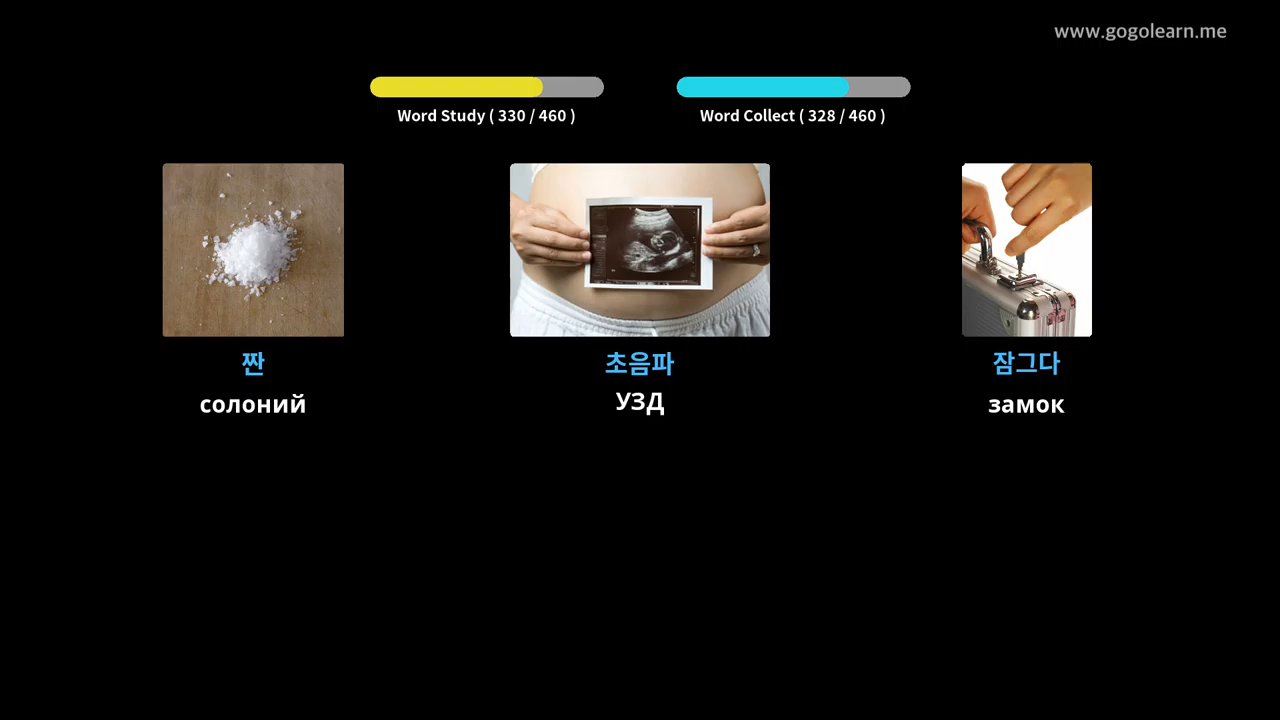 www.gogolearn.me
Word Study ( 330 / 460 )
Word Collect ( 328 / 460 )
짠
초음파
잠그다
солоний
УЗД
замок